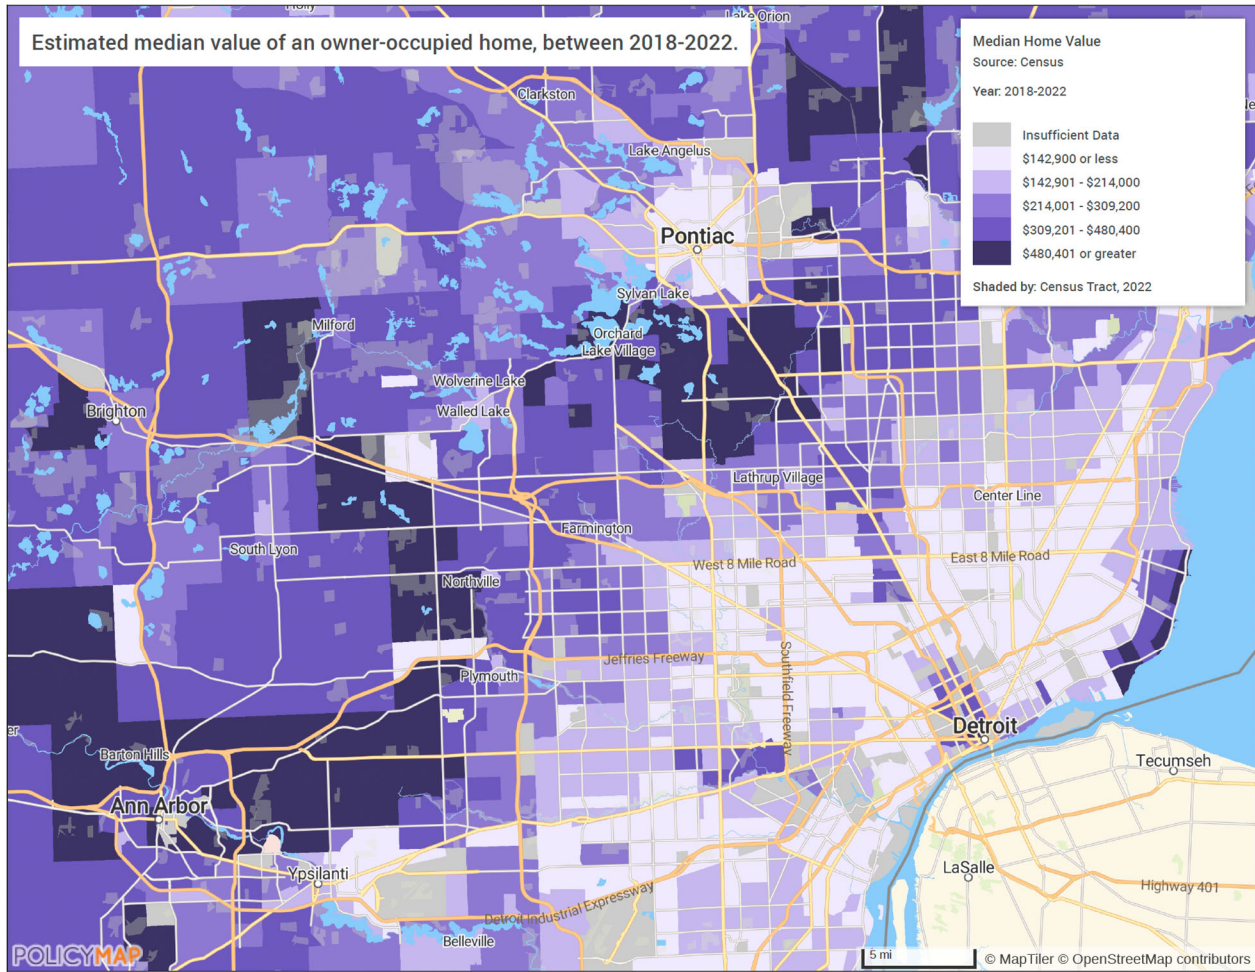 Holly
Lake Orion
Estimated median value of an owner-occupied home, between 2018-2022.
Median Home Value
Source: Census
Year: 2018-2022
Insufficient Data
$142,900 or less
$142,901 - $214,000
$214,001 - $309,200
$309,201 - $480,400
$480,401 or greater
Shaded by: Census Tract, 2022
Clarkston
Lake Angelus
Pontiac
Sylvan Lake
Milford
Orchard
Lake Village
Wolverine Lake
Walled Lake
Brighton
Lathrup Village
Center Line
Farmington
South Lyon
West 8 Mile Road
East 8 Mile Road
Northville
Jeffries Freeway
Southfield Freeway
Plymouth
Detroit
Barton Hills
Tecumseh
Ann Arbor
LaSalle
Ypsilanti
Highway 401
Detroit Industrial Expressway
Belleville
POLICYMAP
5 mi
© MapTiler © OpenStreetMap contributors